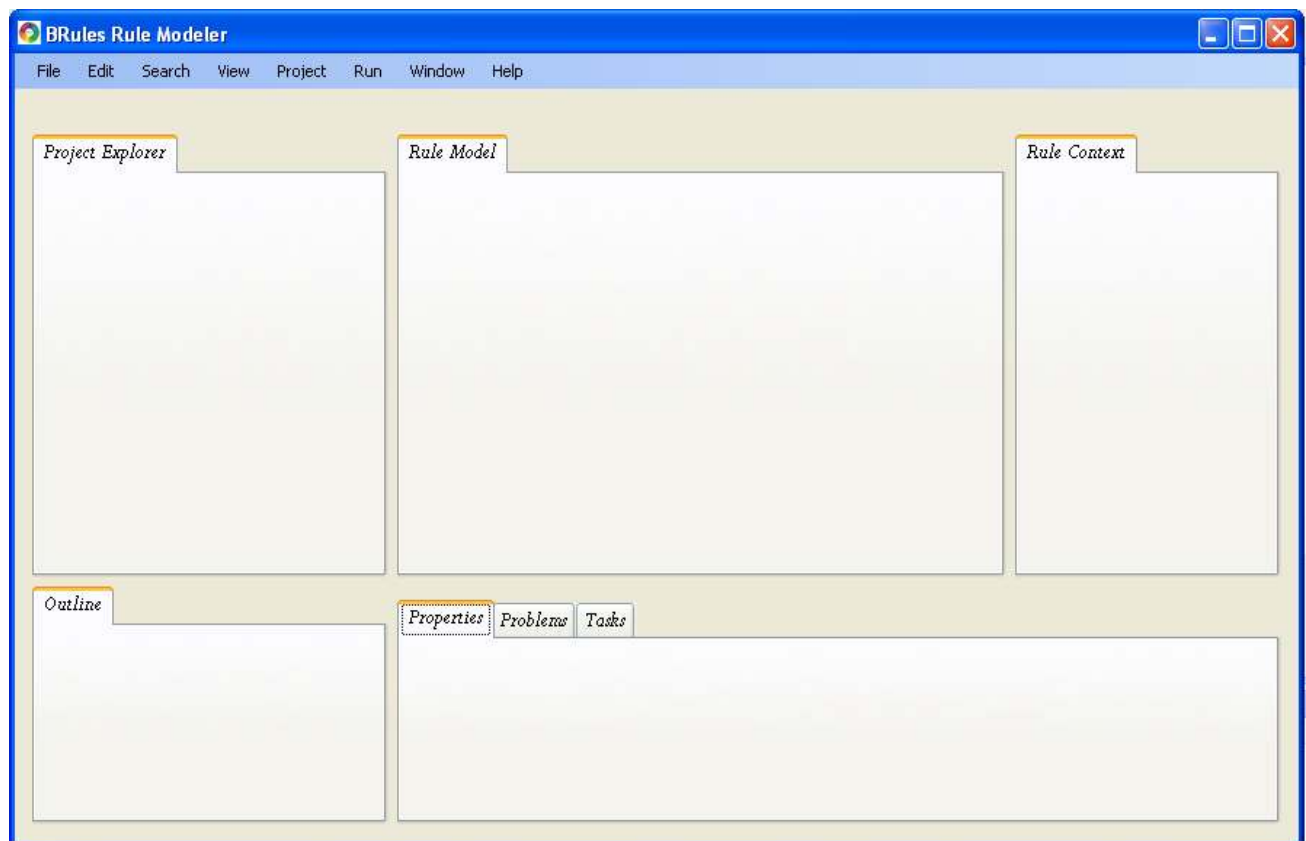 BRules Rule Modeler
File Edit Search View Project Run Window Help
Project Explorer
Rule Model
Rule Context
Outline
Properties Problems Tasks